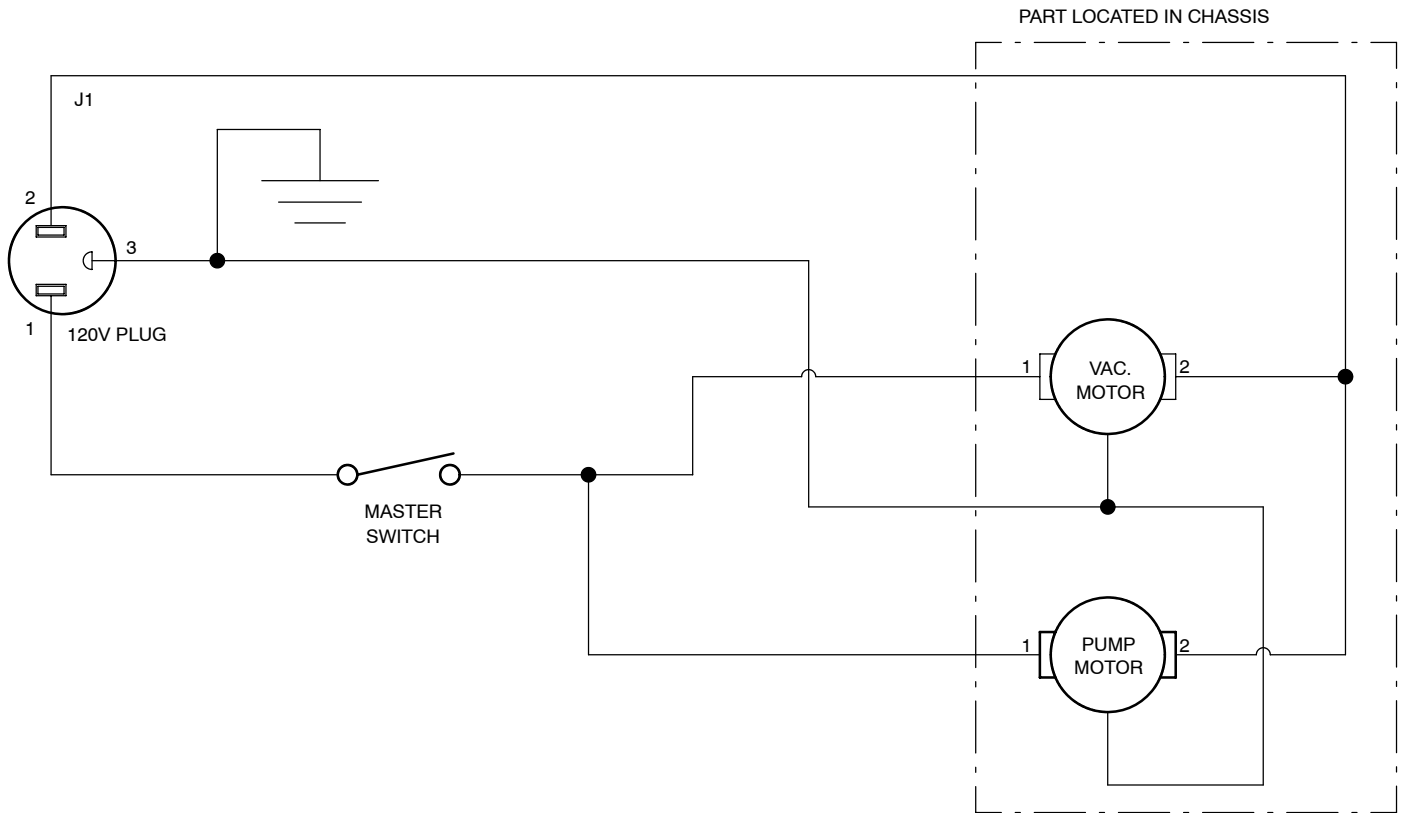 PART LOCATED IN CHASSIS
J1
2
3
1
120V PLUG
1
VAC.
MOTOR
2
MASTER
SWITCH
1
PUMP
MOTOR
2